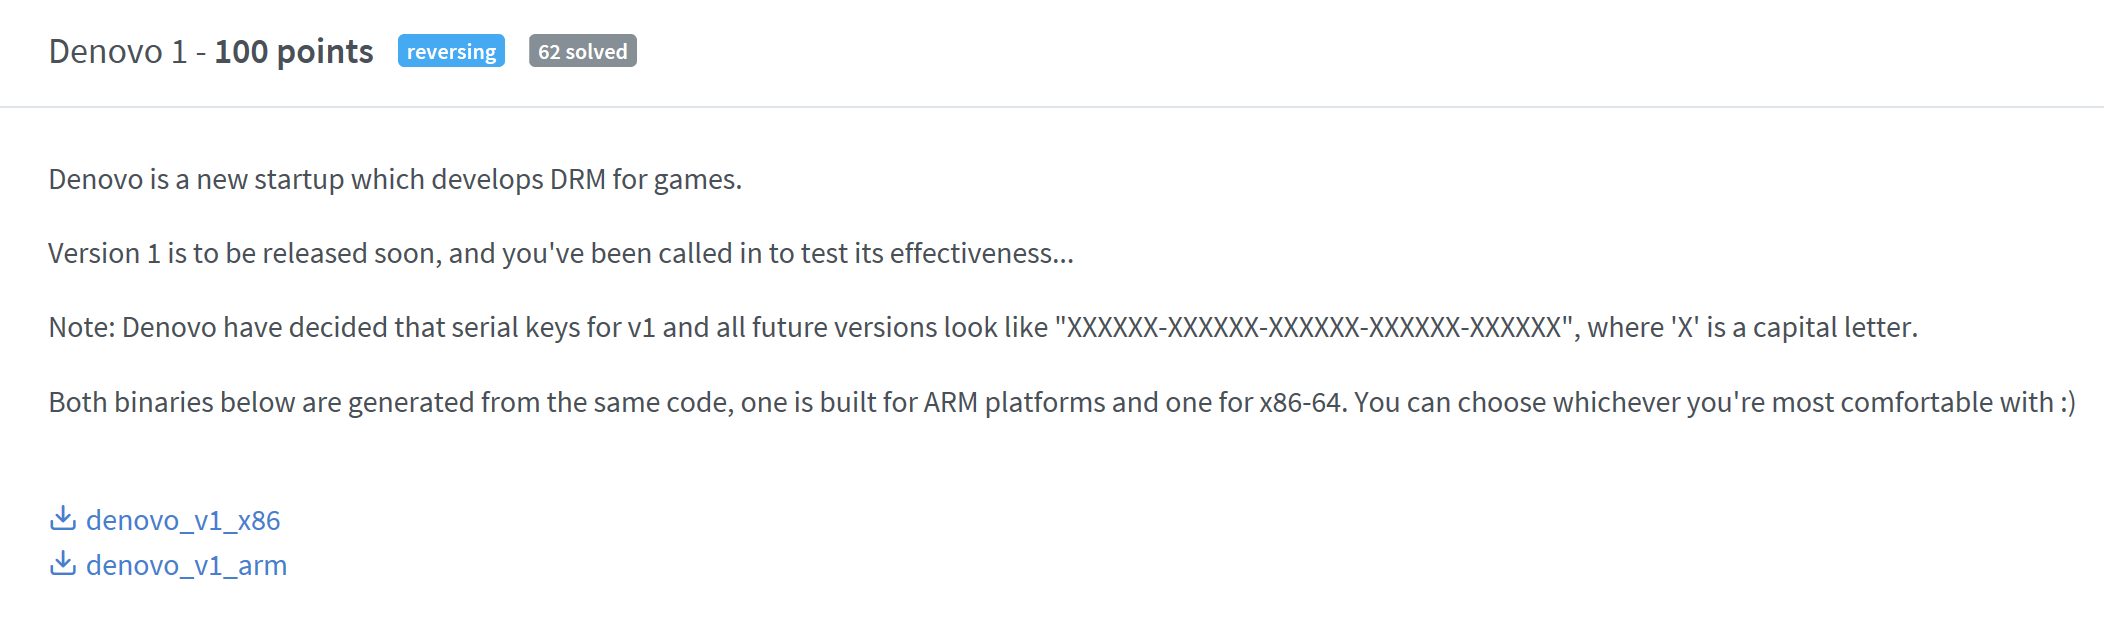 Denovo 1 - 100 points reversing 62 solved
Denovo is a new startup which develops DRM for games.
Version 1 is to be released soon, and you've been called in to test its effectiveness...
Note: Denovo have decided that serial keys for v1 and all future versions look like "XXXXXX-XXXXXX-XXXXXX-XXXXXX-XXXXXX", where 'X' is a capital letter.
Both binaries below are generated from the same code, one is built for ARM platforms and one for x86-64. You can choose whichever you're most comfortable with :)
denovo_v1_x86
denovo_v1_arm